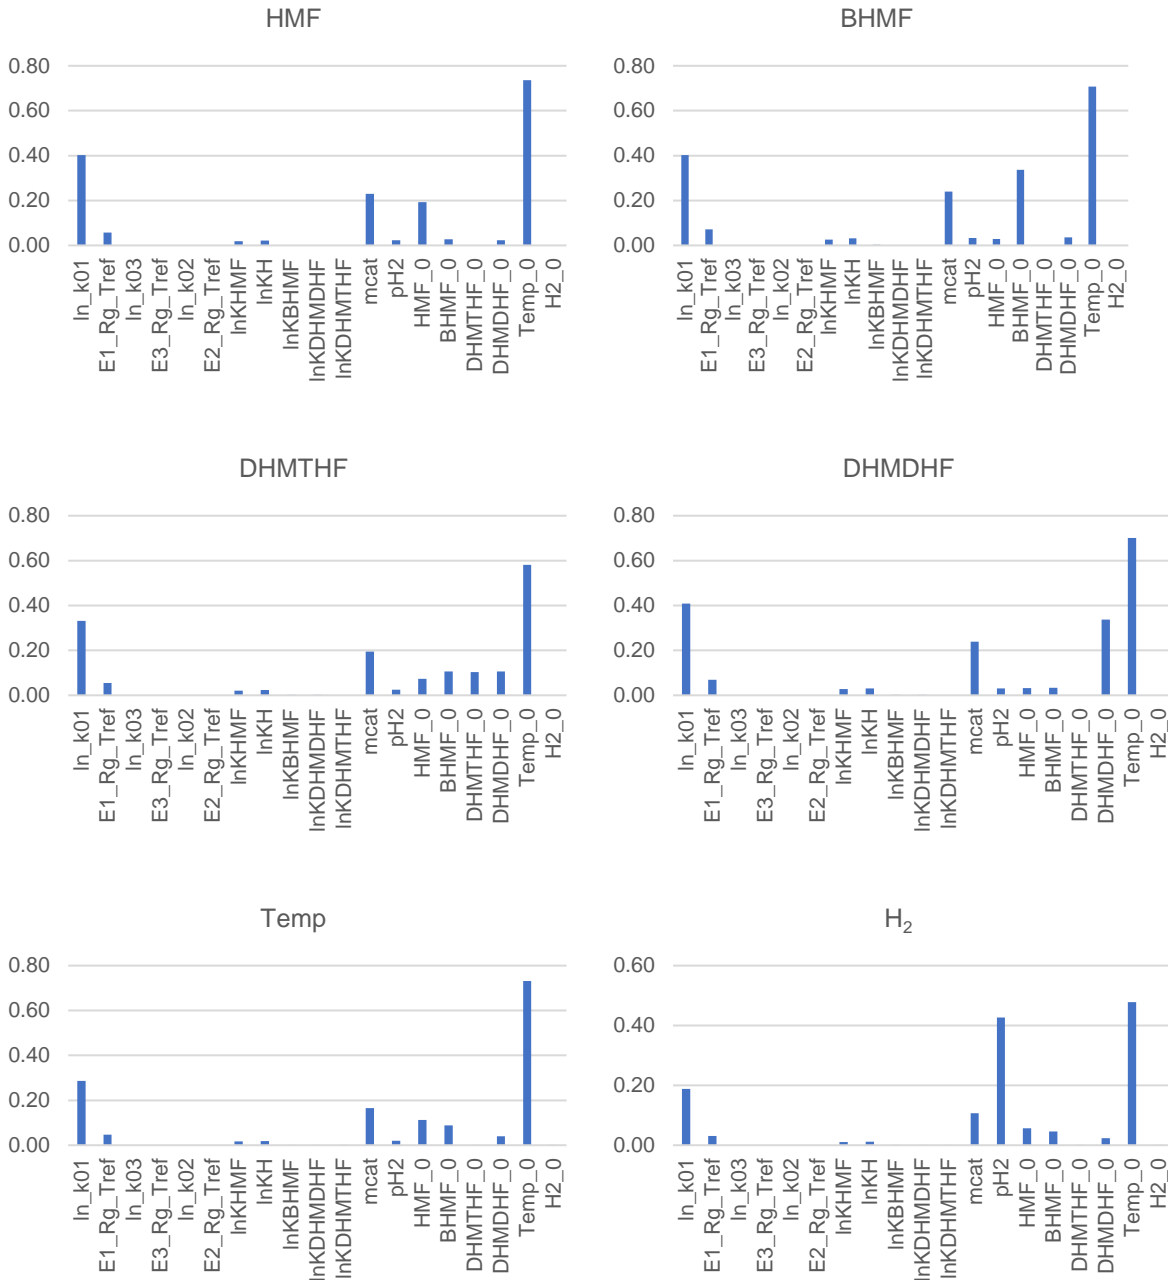 HMF
0.80
0.60
0.40
0.20
0.00
ln_k01
E1_Rg_Tref
ln_k03
E3_Rg_Tref
ln_k02
E2_Rg_Tref
lnKHMF
lnKH
lnKBHMF
lnKDHMDHF
lnKDHMTHF
mcat
pH2
HMF_0
BHMF_0
DHMTHF_0
DHMDHF_0
Temp_0
H2_0
BHMF
0.80
0.60
0.40
0.20
0.00
ln_k01
E1_Rg_Tref
ln_k03
E3_Rg_Tref
ln_k02
E2_Rg_Tref
lnKHMF
lnKH
lnKBHMF
lnKDHMDHF
lnKDHMTHF
mcat
pH2
HMF_0
BHMF_0
DHMTHF_0
DHMDHF_0
Temp_0
H2_0
DHMTHF
0.80
0.60
0.40
0.20
0.00
ln_k01
E1_Rg_Tref
ln_k03
E3_Rg_Tref
ln_k02
E2_Rg_Tref
lnKHMF
lnKH
lnKBHMF
lnKDHMDHF
lnKDHMTHF
mcat
pH2
HMF_0
BHMF_0
DHMTHF_0
DHMDHF_0
Temp_0
H2_0
DHMDHF
0.80
0.60
0.40
0.20
0.00
ln_k01
E1_Rg_Tref
ln_k03
E3_Rg_Tref
ln_k02
E2_Rg_Tref
lnKHMF
lnKH
lnKBHMF
lnKDHMDHF
lnKDHMTHF
mcat
pH2
HMF_0
BHMF_0
DHMTHF_0
DHMDHF_0
Temp_0
H2_0
Temp
0.80
0.60
0.40
0.20
0.00
ln_k01
E1_Rg_Tref
ln_k03
E3_Rg_Tref
ln_k02
E2_Rg_Tref
lnKHMF
lnKH
lnKBHMF
lnKDHMDHF
lnKDHMTHF
mcat
pH2
HMF_0
BHMF_0
DHMTHF_0
DHMDHF_0
Temp_0
H2_0
H₂
0.60
0.40
0.20
0.00
ln_k01
E1_Rg_Tref
ln_k03
E3_Rg_Tref
ln_k02
E2_Rg_Tref
lnKHMF
lnKH
lnKBHMF
lnKDHMDHF
lnKDHMTHF
mcat
pH2
HMF_0
BHMF_0
DHMTHF_0
DHMDHF_0
Temp_0
H2_0